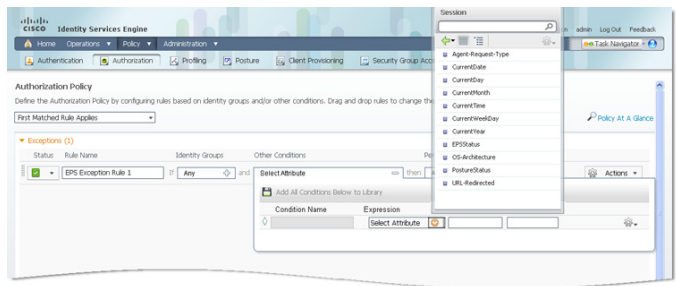 Session
CISCO Identity Services Engine
admin Log Out Feedback
Home Operations Policy Administration
Task Navigator
Authentication Authorization Profiling Posture Client Provisioning Security Group Acc
Agent-Request-Type
CurrentDate
CurrentDay
CurrentMonth
CurrentTime
CurrentWeekDay
CurrentYear
EPSStatus
OS-Architecture
PostureStatus
URL-Redirected
Authorization Policy
Define the Authorization Policy by configuring rules based on identity groups and/or other conditions. Drag and drop rules to change the
First Matched Rule Applies
Policy At A Glance
Exceptions (1)
Status Rule Name Identity Groups Other Conditions Pe
EPS Exception Rule 1 If Any and Select Attribute then Actions
Add All Conditions Below to Library
Condition Name Expression
Select Attribute